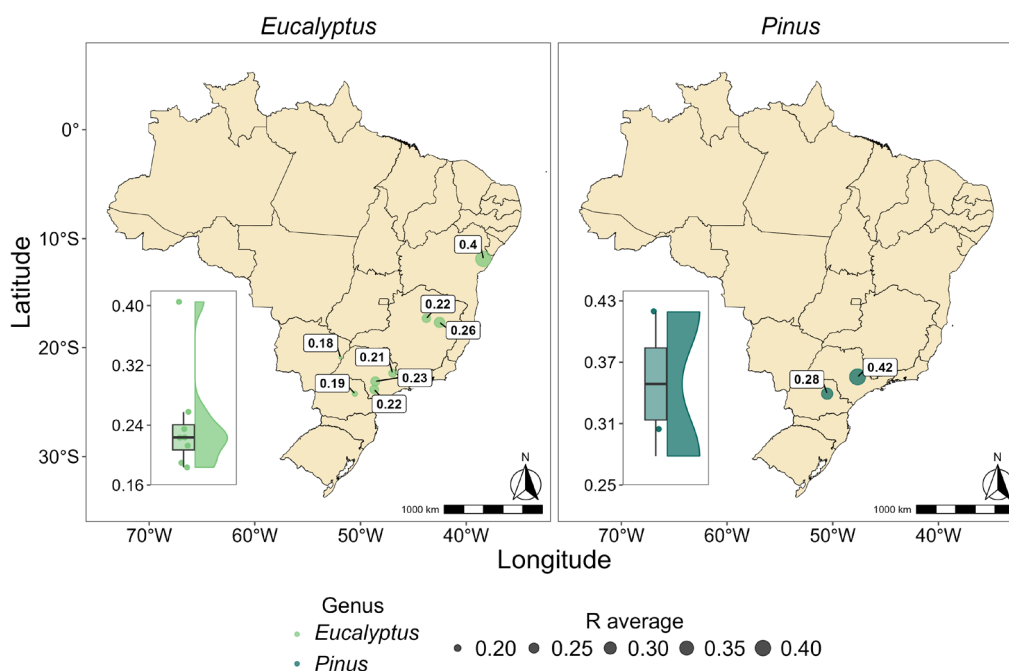 Eucalyptus
Pinus
Latitude
0°
10°S
20°S
30°S
0.4
0.22
0.26
0.18
0.21
0.23
0.19
0.22
0.40
0.32
0.24
0.16
N
1000 km
0.43
0.37
0.31
0.25
0.42
0.28
N
1000 km
70°W
60°W
50°W
40°W
70°W
60°W
50°W
40°W
Longitude
Genus
Eucalyptus
Pinus
R average
0.20
0.25
0.30
0.35
0.40